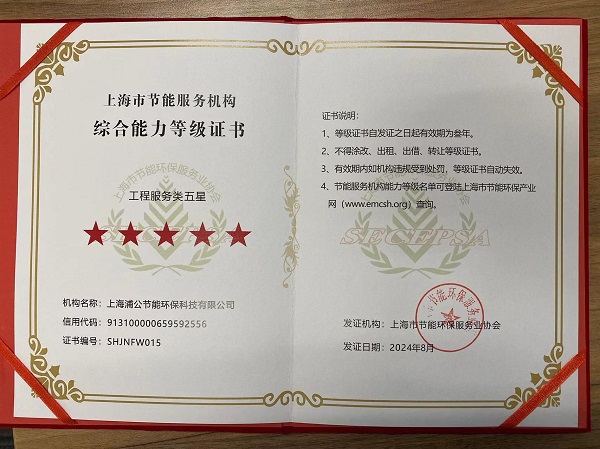 上海市节能服务机构
综合能力等级证书
上海市节能环保服务业协会
工程服务类五星
SECEPSA
机构名称：上海浦公节能环保科技有限公司
信用代码：913100000659592556
证书编号：SHJNFW015
证书说明：
1、等级证书自发证之日起有效期为叁年。
2、不得涂改、出租、出借、转让等级证书。
3、有效期内如机构违规受到处罚，等级证书自动失效。
4、节能服务机构能力等级名单可登陆上海市节能环保产业
网（www.emcsh.org）查询。
SECEPSA
发证机构：上海市节能环保服务业协会
发证日期：2024年8月